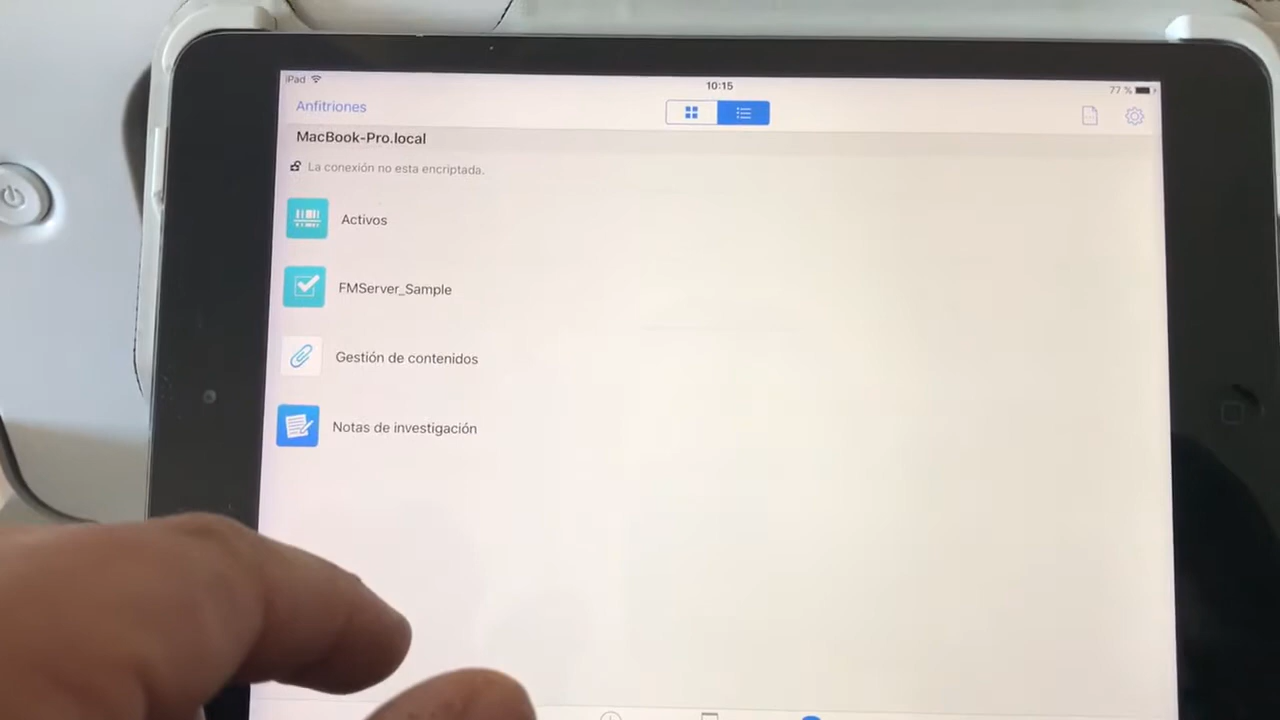 iPad
10:15
77 %
Anfitriones
MacBook-Pro.local
La conexión no esta encriptada.
Activos
FMServer_Sample
Gestión de contenidos
Notas de investigación